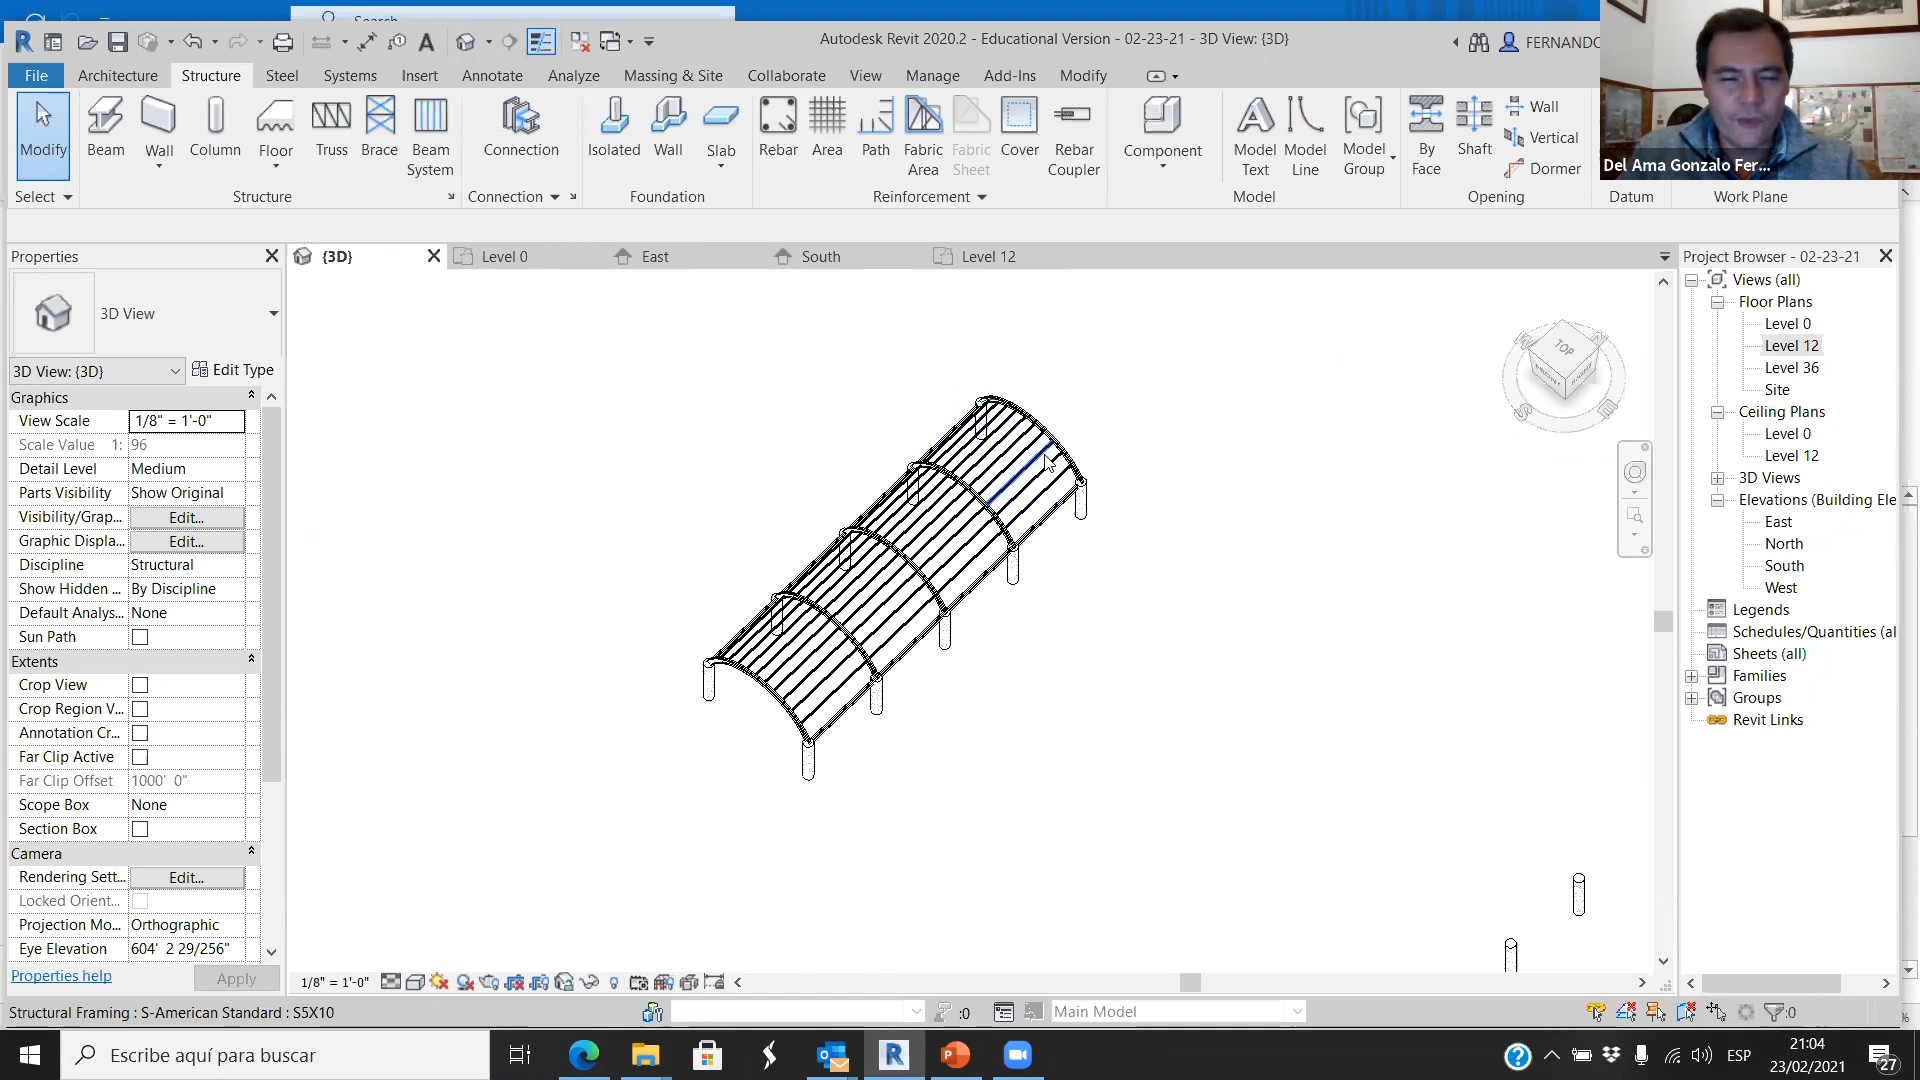 Search
Autodesk Revit 2020.2 - Educational Version - 02-23-21 - 3D View: {3D}
FERNANDO
File Architecture Structure Steel Systems Insert Annotate Analyze Massing & Site Collaborate View Manage Add-Ins Modify
Modify Beam Wall Column Floor Truss Brace Beam System Connection Isolated Wall Slab Rebar Area Path Fabric Area Fabric Sheet Cover Rebar Coupler Component Model Text Model Line Model Group By Face Shaft Wall Vertical Dormer
Del Ama Gonzalo Fer...
Select Structure Connection Foundation Reinforcement Model Opening Datum Work Plane
Properties
{3D} Level 0 East South Level 12
Project Browser - 02-23-21
3D View
3D View: {3D} Edit Type
Graphics
View Scale 1/8" = 1'-0"
Scale Value 1: 96
Detail Level Medium
Parts Visibility Show Original
Visibility/Grap... Edit...
Graphic Displa... Edit...
Discipline Structural
Show Hidden ... By Discipline
Default Analys... None
Sun Path
Extents
Crop View
Crop Region V...
Annotation Cr...
Far Clip Active
Far Clip Offset 1000' 0"
Scope Box None
Section Box
Camera
Rendering Sett... Edit...
Locked Orient...
Projection Mo... Orthographic
Eye Elevation 604' 2 29/256"
Properties help Apply
TOP
FRONT
Views (all)
Floor Plans
Level 0
Level 12
Level 36
Site
Ceiling Plans
Level 0
Level 12
3D Views
Elevations (Building Ele
East
North
South
West
Legends
Schedules/Quantities (al
Sheets (all)
Families
Groups
Revit Links
1/8" = 1'-0"
Structural Framing : S-American Standard : S5X10
:0
Main Model
:0
Escribe aquí para buscar
ESP
21:04
23/02/2021
27